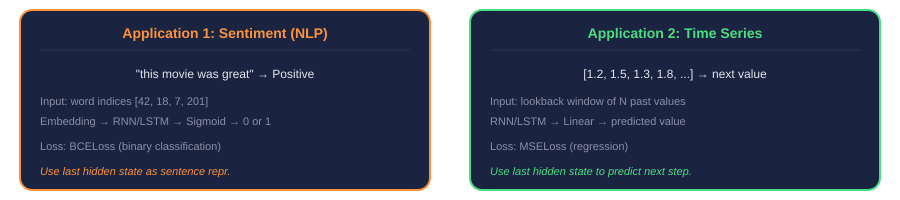 Application 1: Sentiment (NLP)
"this movie was great" → Positive
Input: word indices [42, 18, 7, 201]
Embedding → RNN/LSTM → Sigmoid → 0 or 1
Loss: BCELoss (binary classification)
Use last hidden state as sentence repr.
Application 2: Time Series
[1.2, 1.5, 1.3, 1.8, ...] → next value
Input: lookback window of N past values
RNN/LSTM → Linear → predicted value
Loss: MSELoss (regression)
Use last hidden state to predict next step.